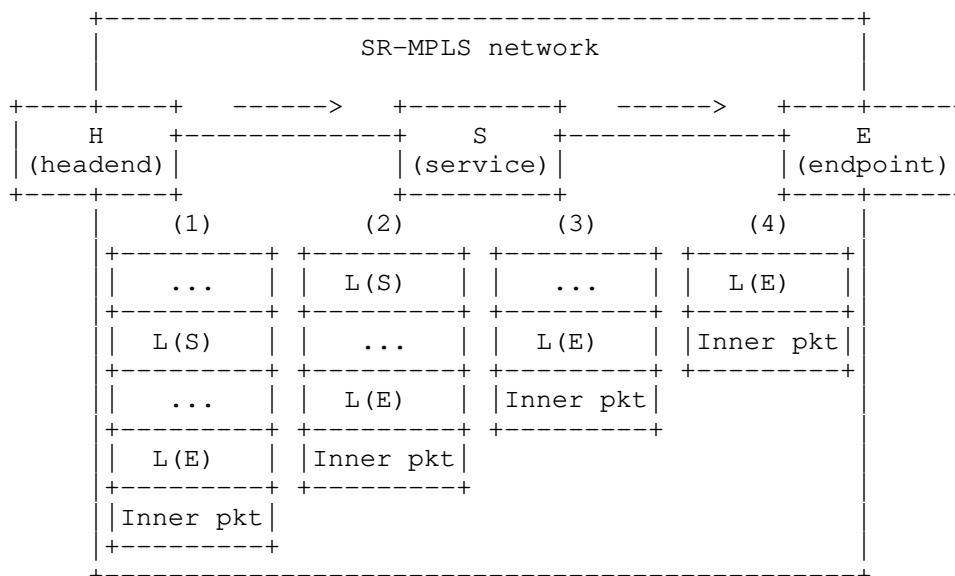 SR-MPLS network
------> ------>
H S E
(headend) (service) (endpoint)
(1) (2) (3) (4)
... L(S) ... L(E)
L(S) ... L(E) Inner pkt
... L(E) Inner pkt
L(E) Inner pkt
Inner pkt